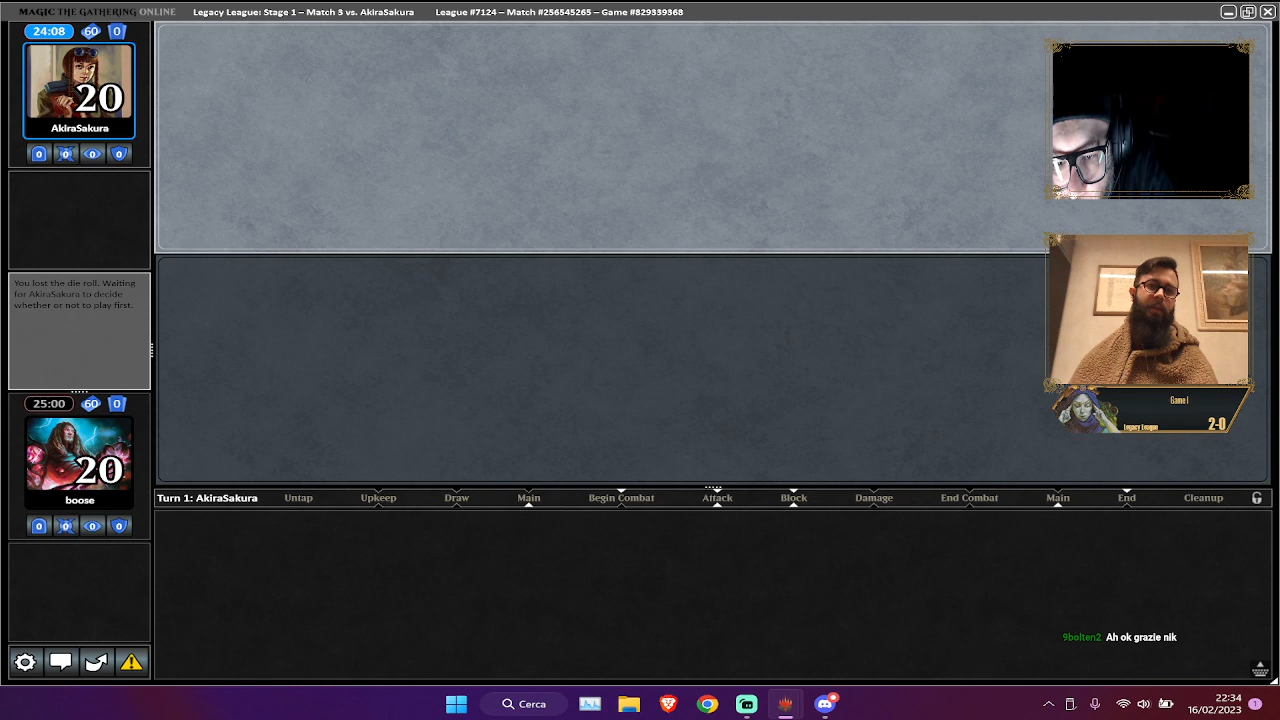 MAGIC THE GATHERING ONLINE Legacy League: Stage 1 – Match 3 vs. AkiraSakura League #7124 – Match #256545265 – Game #829339368
24:08 60 0
20
AkiraSakura
0 0 0 0
You lost the die roll. Waiting
for AkiraSakura to decide
whether or not to play first.
25:00 60 0
20
boose
0 0 0 0
Game 1
Legacy League 2-0
Turn 1: AkiraSakura Untap Upkeep Draw Main Begin Combat Attack Block Damage End Combat Main End Cleanup
9bolten2 Ah ok grazie nik
Cerca
22:34
16/02/2023 1